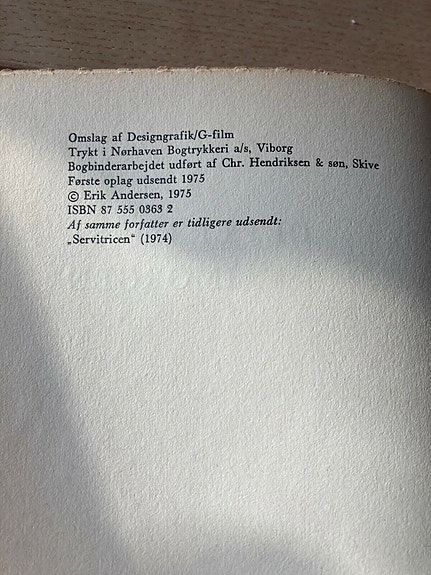 Omslag af Designgrafik/G-film
Trykt i Nørhaven Bogtrykkeri a/s, Viborg
Bogbinderarbejdet udført af Chr. Hendriksen & søn, Skive
Første oplag udsendt 1975
© Erik Andersen, 1975
ISBN 87 555 0363 2
Af samme forfatter er tidligere udsendt:
„Servitricen“ (1974)